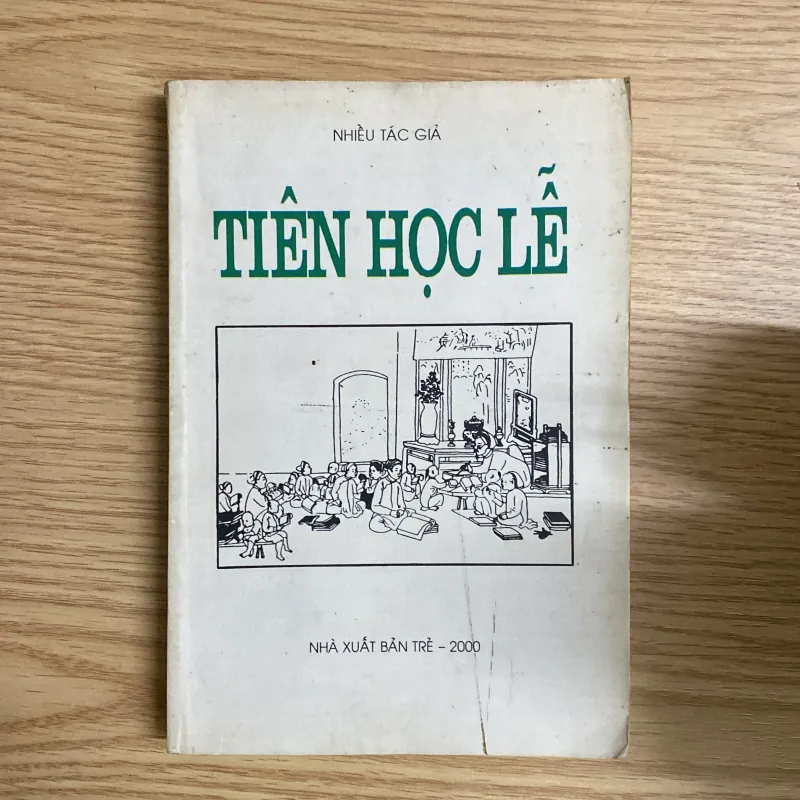 NHIỀU TÁC GIẢ
TIÊN HỌC LỄ
NHÀ XUẤT BẢN TRẺ – 2000